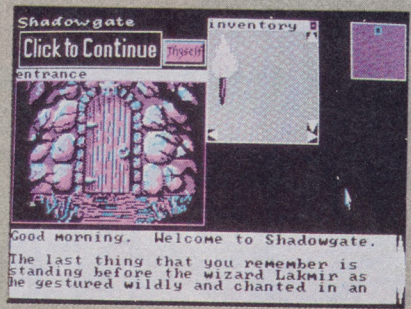 Shadowgate
Click to Continue
Thyself
inventory
entrance
Good morning. Welcome to Shadowgate.
The last thing that you remember is
standing before the wizard Lakmir as
he gestured wildly and chanted in an